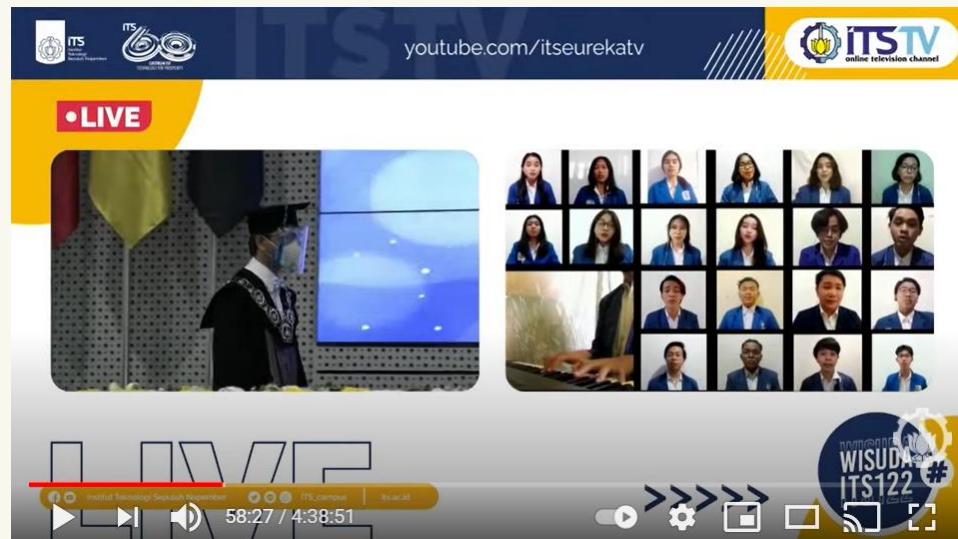 ITS
Institut
Teknologi
Sepuluh Nopember
ITS
youtube.com/itseurekatv
ITS TV
online television channel
LIVE
LIVE
Institut Teknologi Sepuluh Nopember
ITS_campus
its.ac.id
WISUDA
ITS122
#
58:27 / 4:38:51